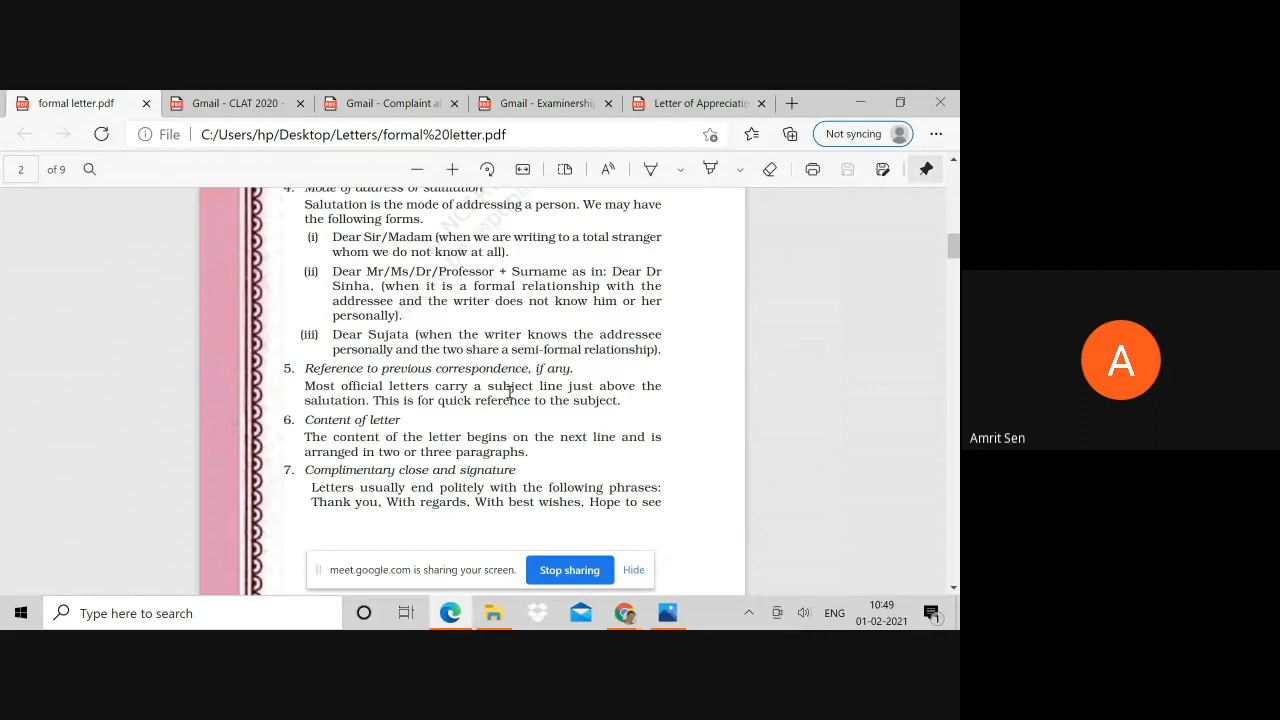 formal letter.pdf
Gmail - CLAT 2020 -
Gmail - Complaint a
Gmail - Examinership
Letter of Appreciatio
File C:/Users/hp/Desktop/Letters/formal%20letter.pdf
Not syncing
2 of 9
4. Mode of address or salutation
Salutation is the mode of addressing a person. We may have
the following forms.
(i) Dear Sir/Madam (when we are writing to a total stranger
whom we do not know at all).
(ii) Dear Mr/Ms/Dr/Professor + Surname as in: Dear Dr
Sinha, (when it is a formal relationship with the
addressee and the writer does not know him or her
personally).
(iii) Dear Sujata (when the writer knows the addressee
personally and the two share a semi-formal relationship).
5. Reference to previous correspondence, if any.
Most official letters carry a subject line just above the
salutation. This is for quick reference to the subject.
6. Content of letter
The content of the letter begins on the next line and is
arranged in two or three paragraphs.
7. Complimentary close and signature
Letters usually end politely with the following phrases:
Thank you, With regards, With best wishes, Hope to see
meet.google.com is sharing your screen.
Stop sharing
Hide
Type here to search
ENG
10:49
01-02-2021
1
A
Amrit Sen